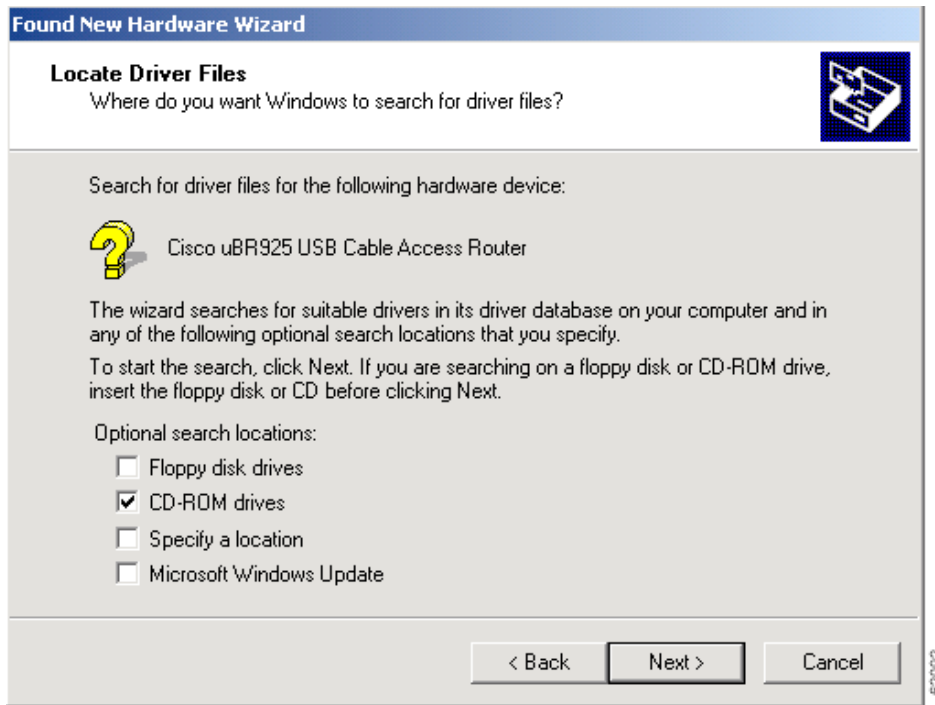 Found New Hardware Wizard
Locate Driver Files
Where do you want Windows to search for driver files?
Search for driver files for the following hardware device:
Cisco uBR925 USB Cable Access Router
The wizard searches for suitable drivers in its driver database on your computer and in
any of the following optional search locations that you specify.
To start the search, click Next. If you are searching on a floppy disk or CD-ROM drive,
insert the floppy disk or CD before clicking Next.
Optional search locations:
Floppy disk drives
CD-ROM drives
Specify a location
Microsoft Windows Update
< Back
Next >
Cancel